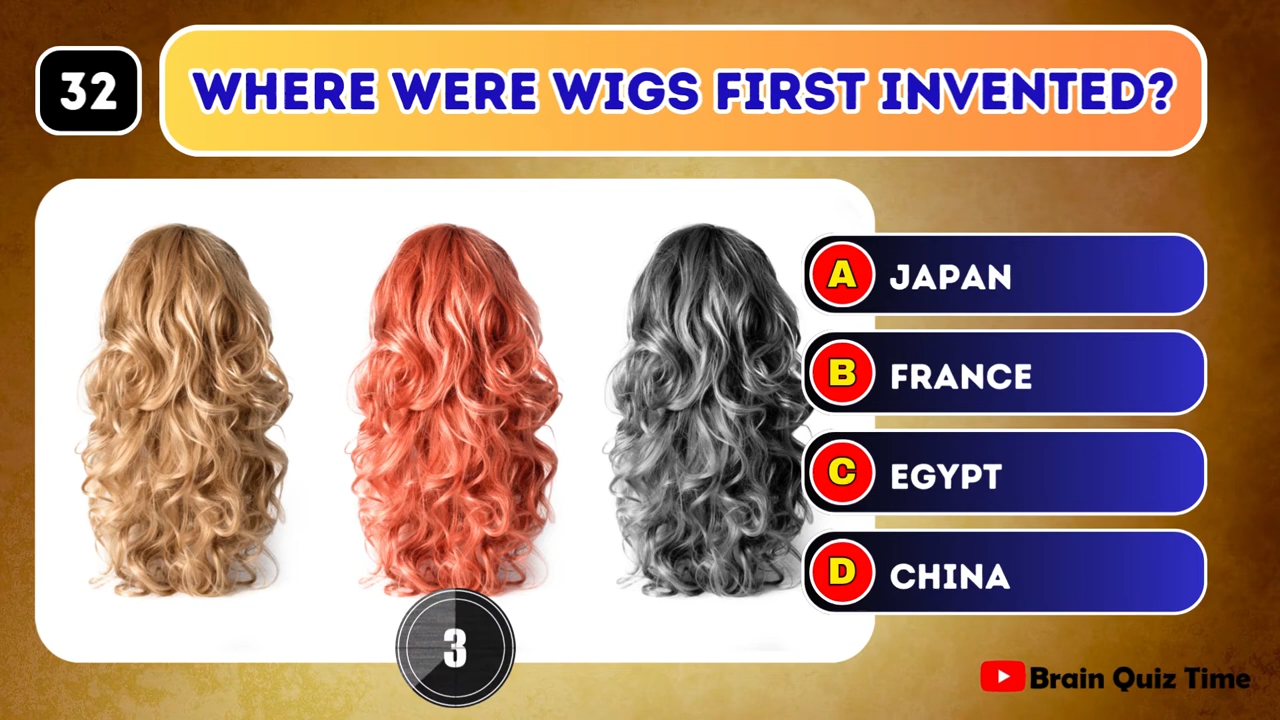 32
WHERE WERE WIGS FIRST INVENTED?
A JAPAN
B FRANCE
C EGYPT
D CHINA
3
Brain Quiz Time